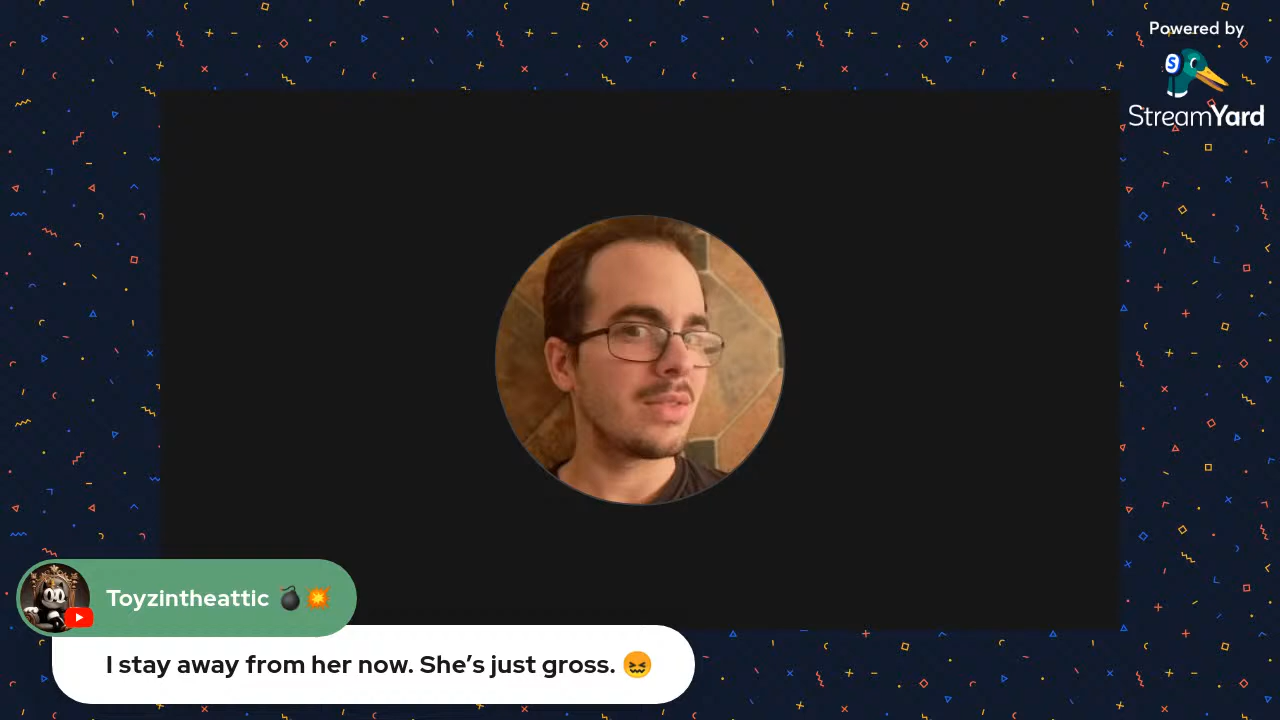 Powered by
StreamYard
Toyzintheattic 💣💥
I stay away from her now. She’s just gross. 😖